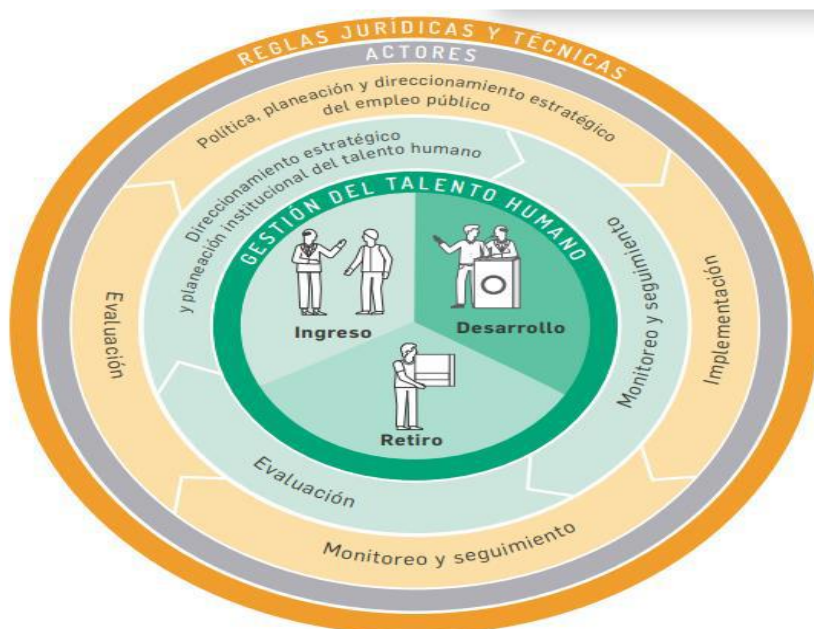 REGLAS JURÍDICAS Y TÉCNICAS
ACTORES
Política, planeación y direccionamiento estratégico
del empleo público
Direccionamiento estratégico
y planeación institucional del talento humano
GESTIÓN DEL TALENTO HUMANO
Ingreso
Desarrollo
Retiro
Monitoreo y seguimiento
Implementación
Evaluación
Evaluación
Monitoreo y seguimiento